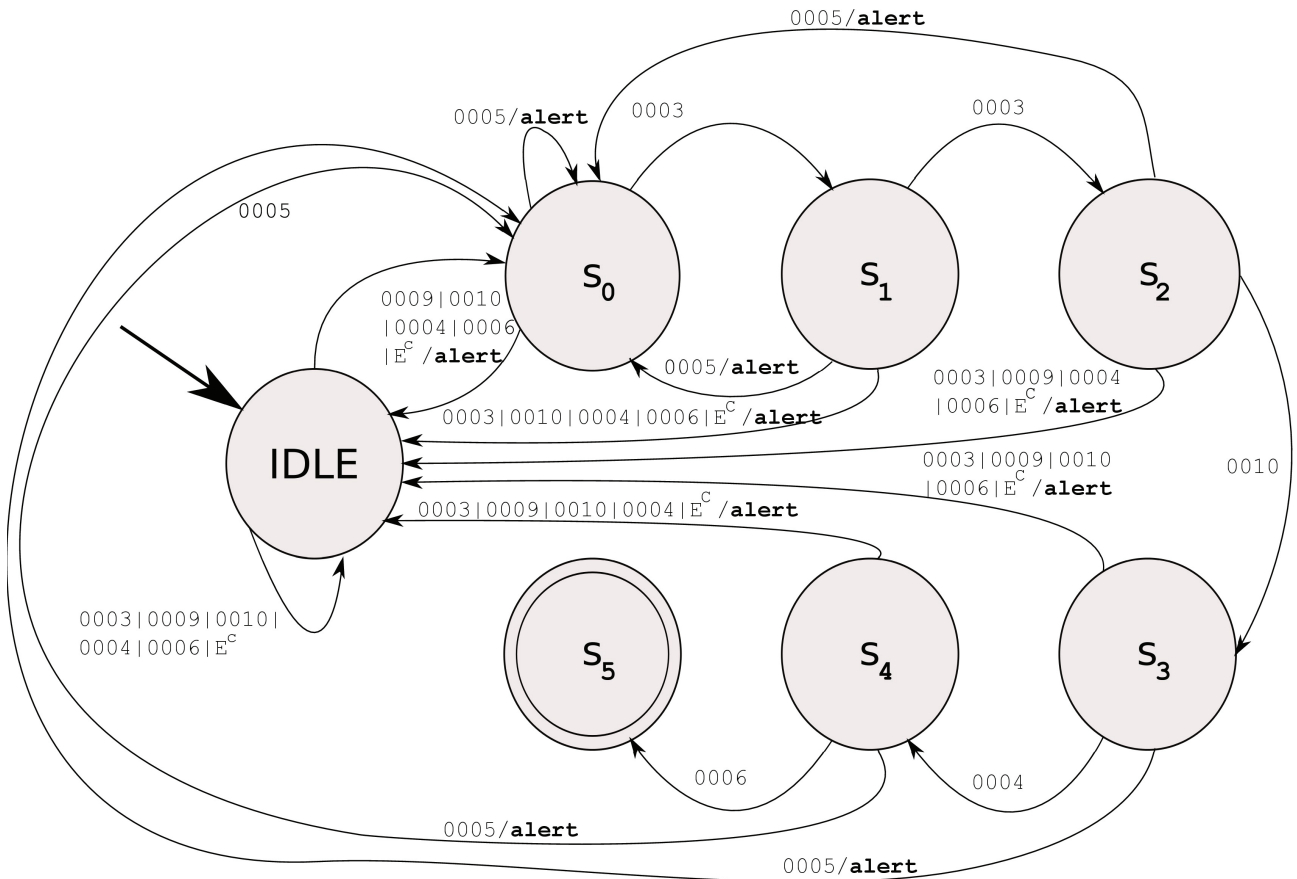 0005/alert
0005/alert
0003
0003
0005
S0
S1
S2
0009|0010
|0004|0006
|E^C /alert
0005/alert
0003|0009|0004
|0006|E^C /alert
0003|0010|0004|0006|E^C /alert
IDLE
0003|0009|0010
|0006|E^C /alert
0010
0003|0009|0010|0004|E^C /alert
0003|0009|0010|
0004|0006|E^C
S5
S4
S3
0006
0004
0005/alert
0005/alert